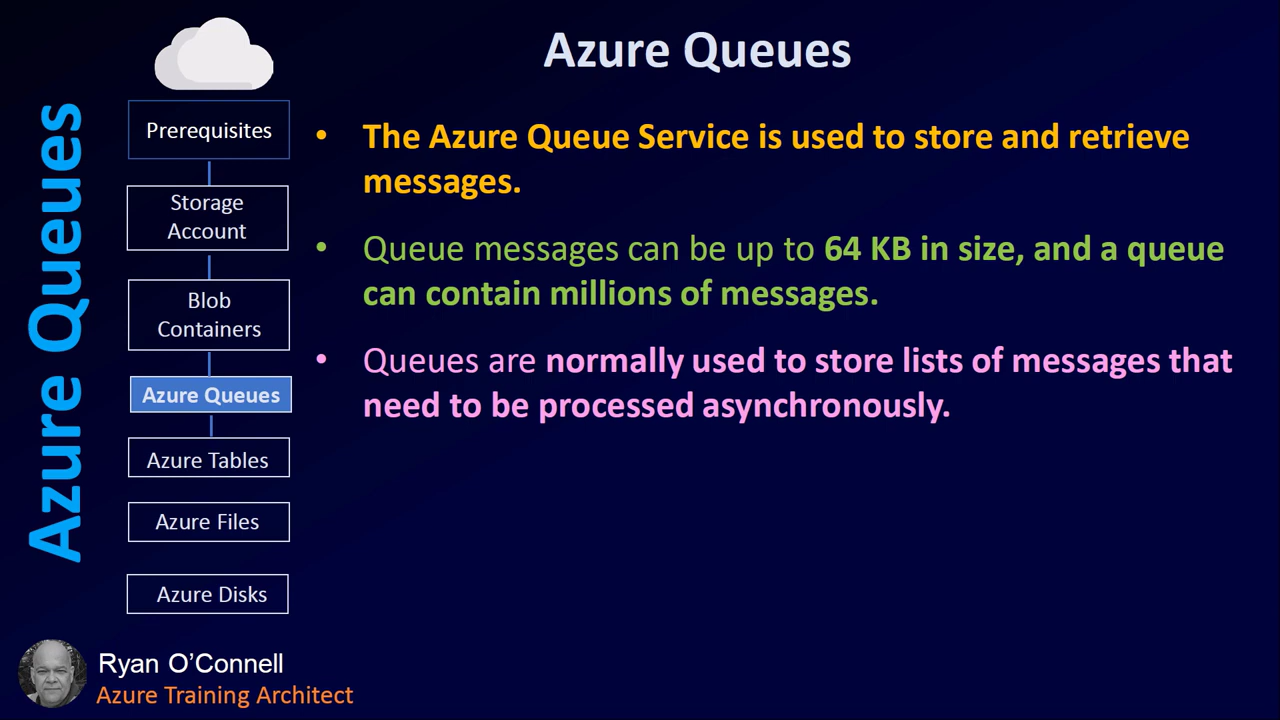 Azure Queues
Azure Queues
Prerequisites
Storage
Account
Blob
Containers
Azure Queues
Azure Tables
Azure Files
Azure Disks
• The Azure Queue Service is used to store and retrieve
messages.
• Queue messages can be up to 64 KB in size, and a queue
can contain millions of messages.
• Queues are normally used to store lists of messages that
need to be processed asynchronously.
Ryan O’Connell
Azure Training Architect